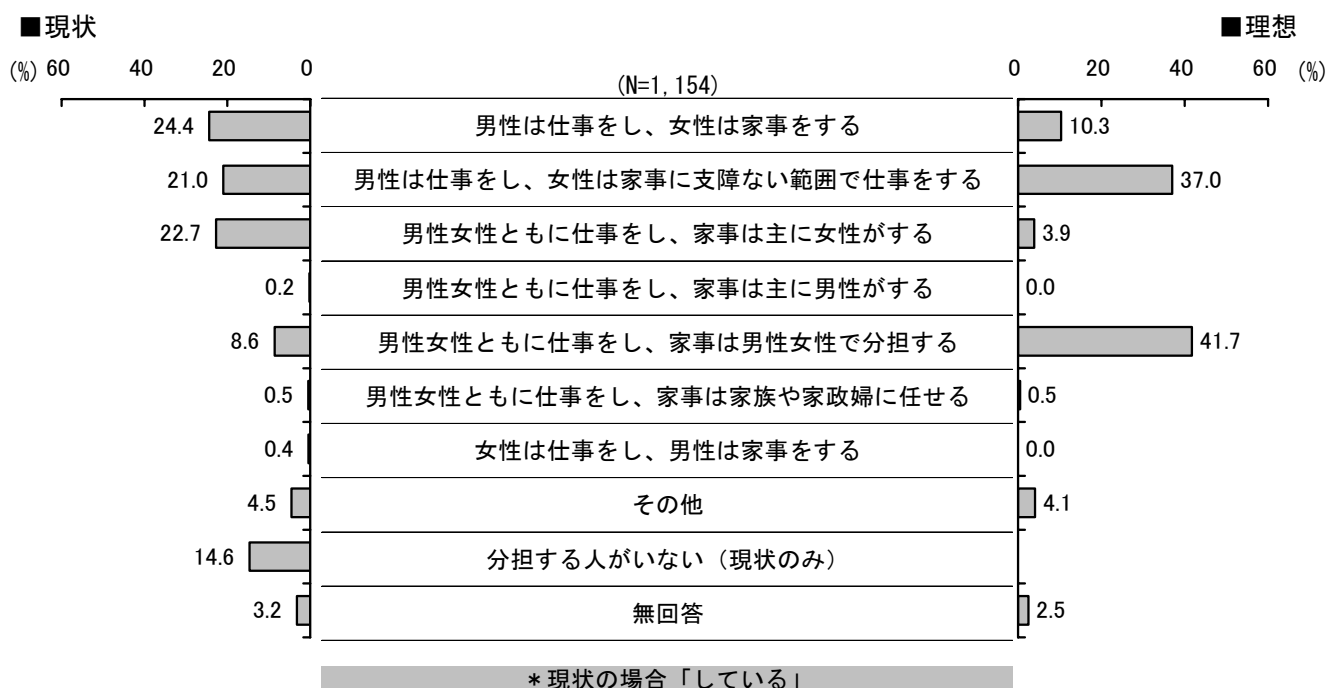 ■現状 ■理想
(%) 60 40 20 0 (N=1,154) 0 20 40 60 (%)
24.4 男性は仕事をし、女性は家事をする 10.3
21.0 男性は仕事をし、女性は家事に支障ない範囲で仕事をする 37.0
22.7 男性女性ともに仕事をし、家事は主に女性がする 3.9
0.2 男性女性ともに仕事をし、家事は主に男性がする 0.0
8.6 男性女性ともに仕事をし、家事は男性女性で分担する 41.7
0.5 男性女性ともに仕事をし、家事は家族や家政婦に任せる 0.5
0.4 女性は仕事をし、男性は家事をする 0.0
4.5 その他 4.1
14.6 分担する人がいない（現状のみ）
3.2 無回答 2.5
＊現状の場合「している」